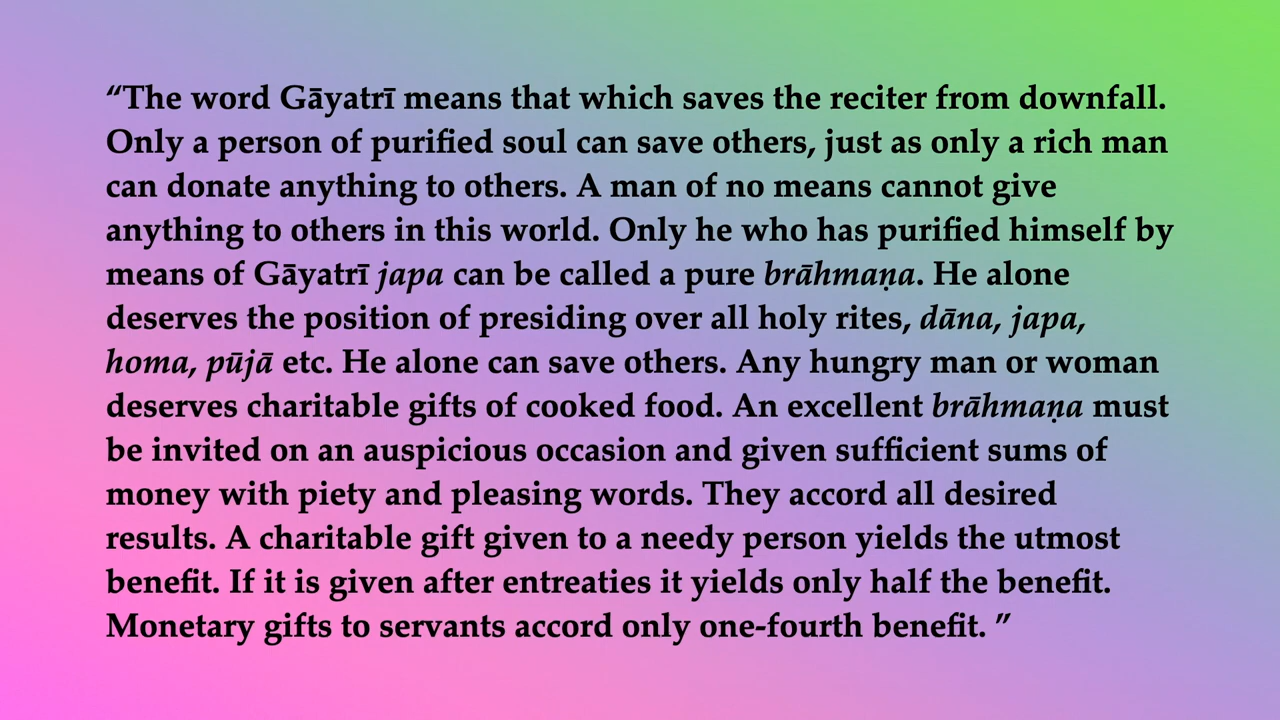 “The word Gāyatrī means that which saves the reciter from downfall.
Only a person of purified soul can save others, just as only a rich man
can donate anything to others. A man of no means cannot give
anything to others in this world. Only he who has purified himself by
means of Gāyatrī japa can be called a pure brāhmaṇa. He alone
deserves the position of presiding over all holy rites, dāna, japa,
homa, pūjā etc. He alone can save others. Any hungry man or woman
deserves charitable gifts of cooked food. An excellent brāhmaṇa must
be invited on an auspicious occasion and given sufficient sums of
money with piety and pleasing words. They accord all desired
results. A charitable gift given to a needy person yields the utmost
benefit. If it is given after entreaties it yields only half the benefit.
Monetary gifts to servants accord only one-fourth benefit. ”